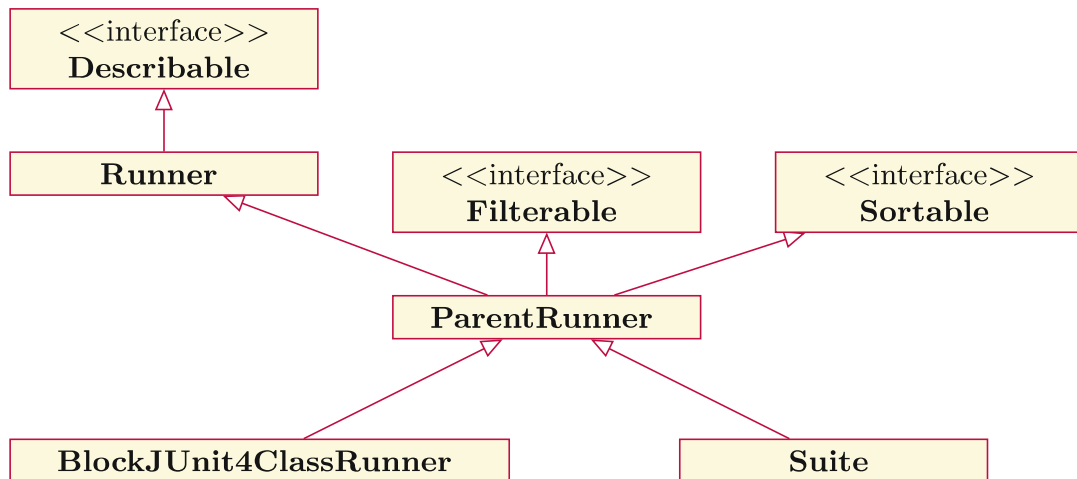 <<interface>>
Describable
Runner
<<interface>>
Filterable
<<interface>>
Sortable
ParentRunner
BlockJUnit4ClassRunner
Suite